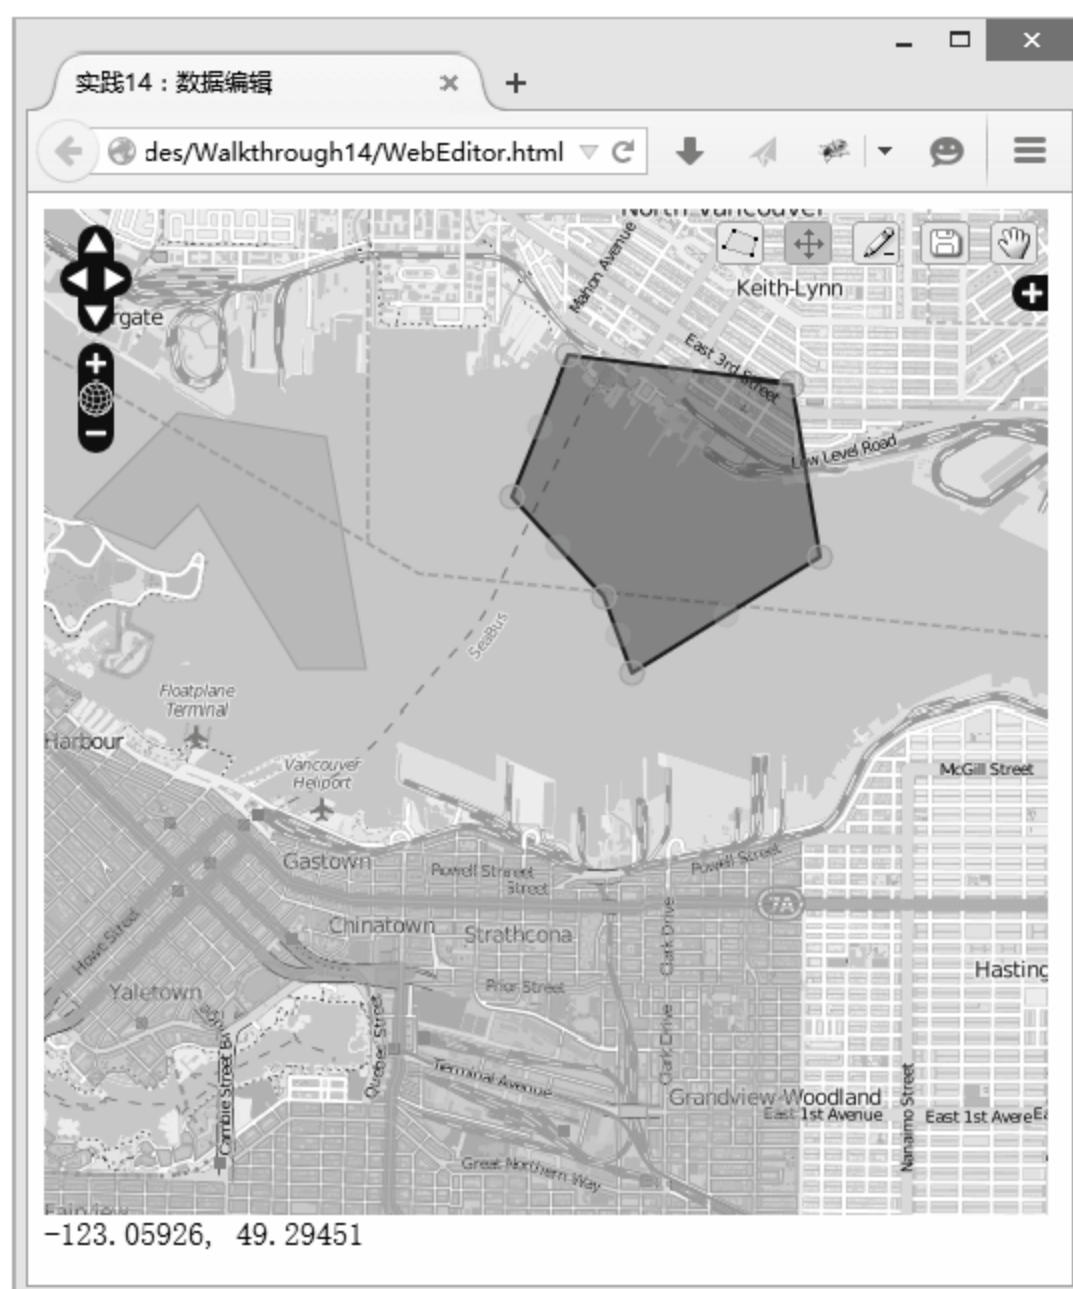 实践14：数据编辑
des/Walkthrough14/WebEditor.html
North Vancouver
Mahon Avenue
Keith-Lynn
rgate
East 3rd Street
Low Level Road
SeaBus
Floatplane
Terminal
Harbour
Vancouver
Heliport
McGill Street
Gastown
Powell Street
Street
Powell Street
7A
Howe Street
Chinatown
Strathcona
Clark Drive
Hasting
Prior Street
Yaletown
Cambie Street
Quebec Street
Clark Drive
Terminal Avenue
Grandview-Woodland
East 1st Avenue
East 1st Avere
Nanaimo Street
Great Northern Way
Fairview
-123.05926, 49.29451